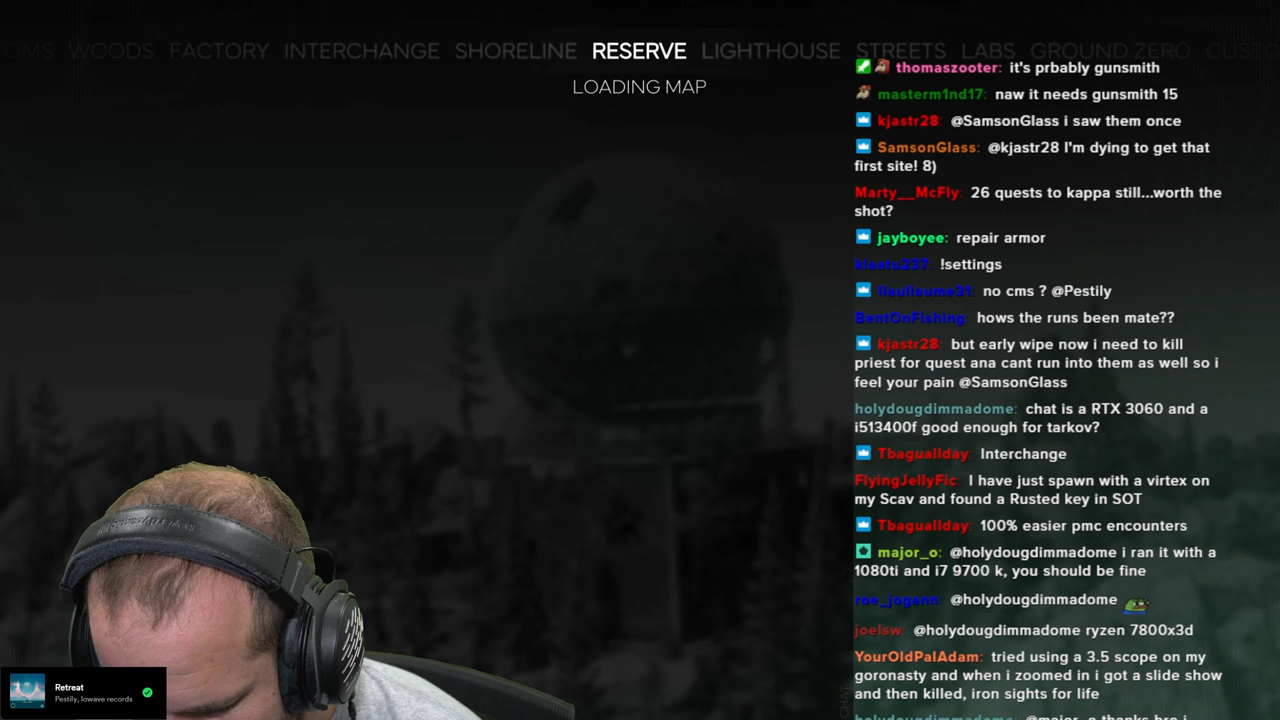 OMS WOODS FACTORY INTERCHANGE SHORELINE RESERVE LIGHTHOUSE STREETS LABS GROUND ZERO CUSTO
LOADING MAP
thomaszooter: it's prbably gunsmith
masterm1nd17: naw it needs gunsmith 15
kjastr28: @SamsonGlass i saw them once
SamsonGlass: @kjastr28 I'm dying to get that
first site! 8)
Marty__McFly: 26 quests to kappa still...worth the
shot?
jayboyee: repair armor
klaatu237: !settings
no cms ? @Pestily
BentOnFishing: hows the runs been mate??
kjastr28: but early wipe now i need to kill
priest for quest ana cant run into them as well so i
feel your pain @SamsonGlass
holydougdimmadome: chat is a RTX 3060 and a
i513400f good enough for tarkov?
Tbaguallday: Interchange
FlyingJellyFic: I have just spawn with a virtex on
my Scav and found a Rusted key in SOT
Tbaguallday: 100% easier pmc encounters
major_o: @holydougdimmadome i ran it with a
1080ti and i7 9700 k, you should be fine
roe_jogann: @holydougdimmadome
joelsw: @holydougdimmadome ryzen 7800x3d
YourOldPalAdam: tried using a 3.5 scope on my
goronasty and when i zoomed in i got a slide show
and then killed, iron sights for life
Retreat
Pestily, lowave records